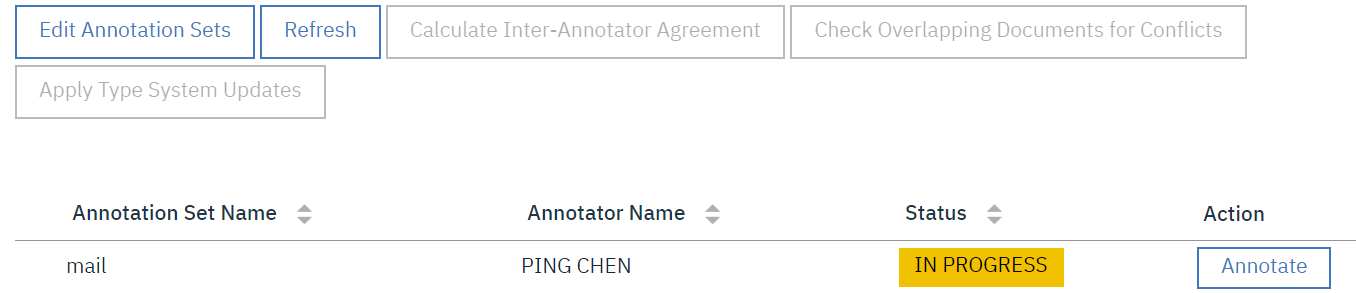 Edit Annotation Sets Refresh Calculate Inter-Annotator Agreement Check Overlapping Documents for Conflicts
Apply Type System Updates
Annotation Set Name Annotator Name Status Action
mail PING CHEN IN PROGRESS Annotate